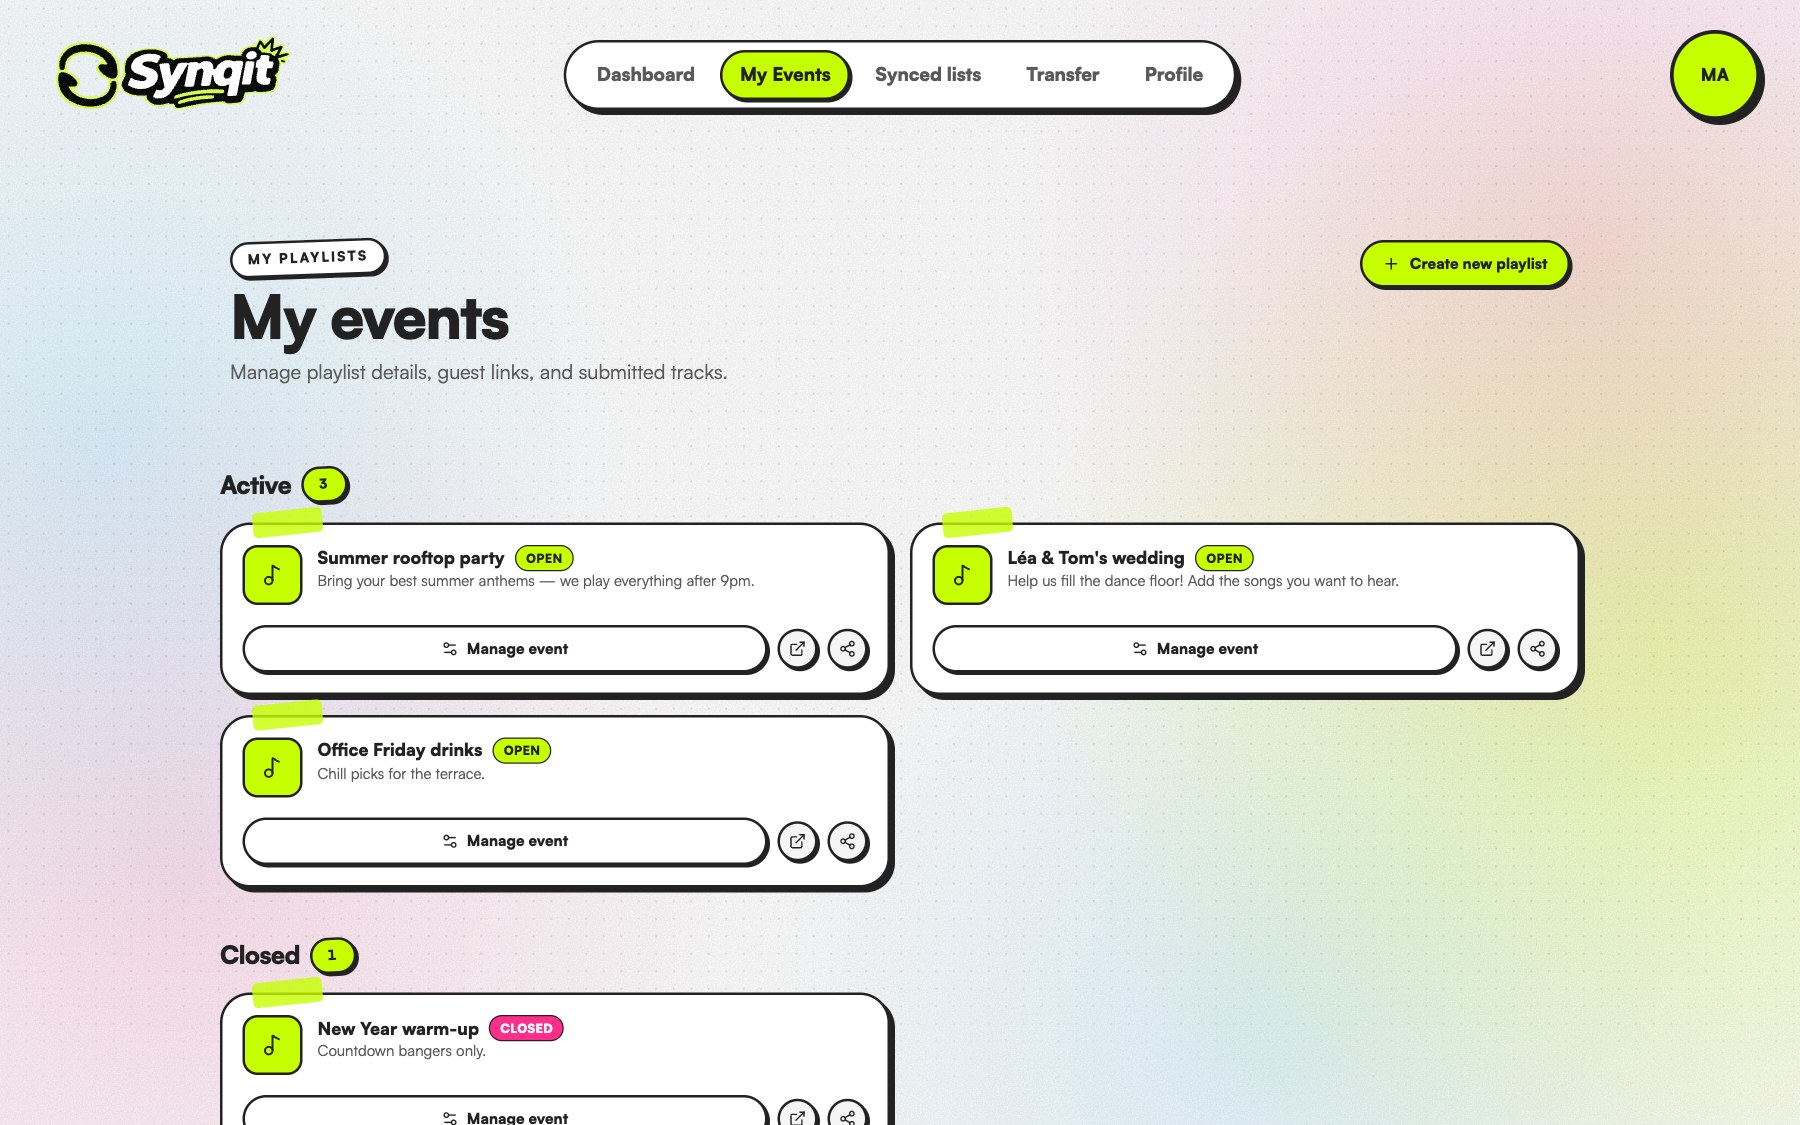 Synqit
Dashboard
My Events
Synced lists
Transfer
Profile
MA
MY PLAYLISTS
My events
Manage playlist details, guest links, and submitted tracks.
Create new playlist
Active 3
Summer rooftop party OPEN
Bring your best summer anthems — we play everything after 9pm.
Manage event
Léa & Tom's wedding OPEN
Help us fill the dance floor! Add the songs you want to hear.
Manage event
Office Friday drinks OPEN
Chill picks for the terrace.
Manage event
Closed 1
New Year warm-up CLOSED
Countdown bangers only.
Manage event